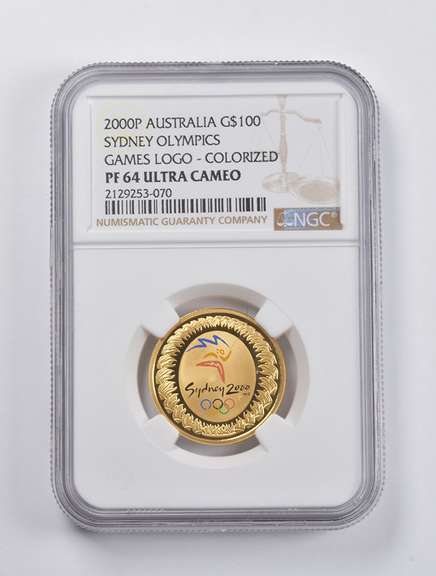 2000P AUSTRALIA G$100
SYDNEY OLYMPICS
GAMES LOGO - COLORIZED
PF 64 ULTRA CAMEO
2129253-070
NUMISMATIC GUARANTY COMPANY
NGC
Sydney 2000